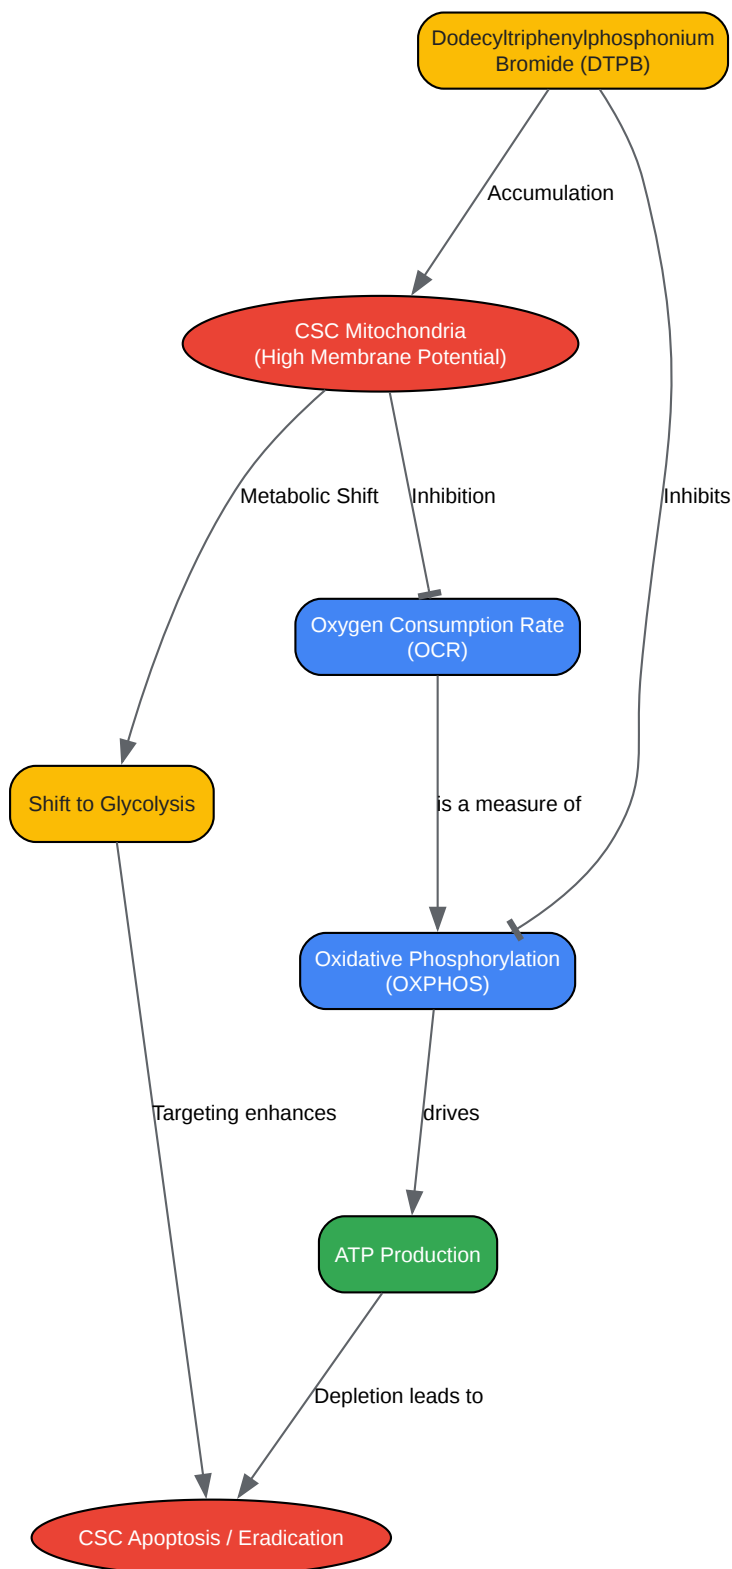 Dodecyltriphenylphosphonium
Bromide (DTPB)
Accumulation
CSC Mitochondria
(High Membrane Potential)
Metabolic Shift
Inhibition
Inhibits
Oxygen Consumption Rate
(OCR)
Shift to Glycolysis
is a measure of
Oxidative Phosphorylation
(OXPHOS)
Targeting enhances
drives
ATP Production
Depletion leads to
CSC Apoptosis / Eradication